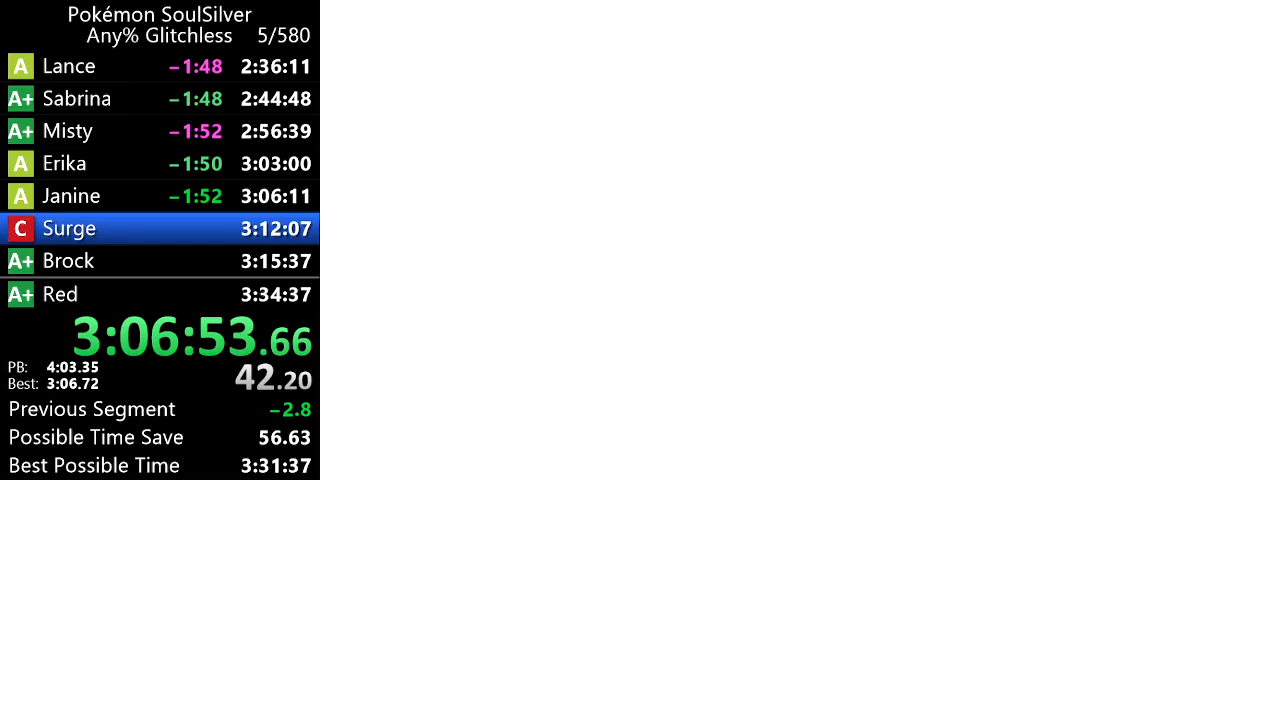 Pokémon SoulSilver
Any% Glitchless 5/580
A Lance −1:48 2:36:11
A+ Sabrina −1:48 2:44:48
A+ Misty −1:52 2:56:39
A Erika −1:50 3:03:00
A Janine −1:52 3:06:11
C Surge 3:12:07
A+ Brock 3:15:37
A+ Red 3:34:37
3:06:53.66
PB: 4:03.35
Best: 3:06.72
42.20
Previous Segment −2.8
Possible Time Save 56.63
Best Possible Time 3:31:37